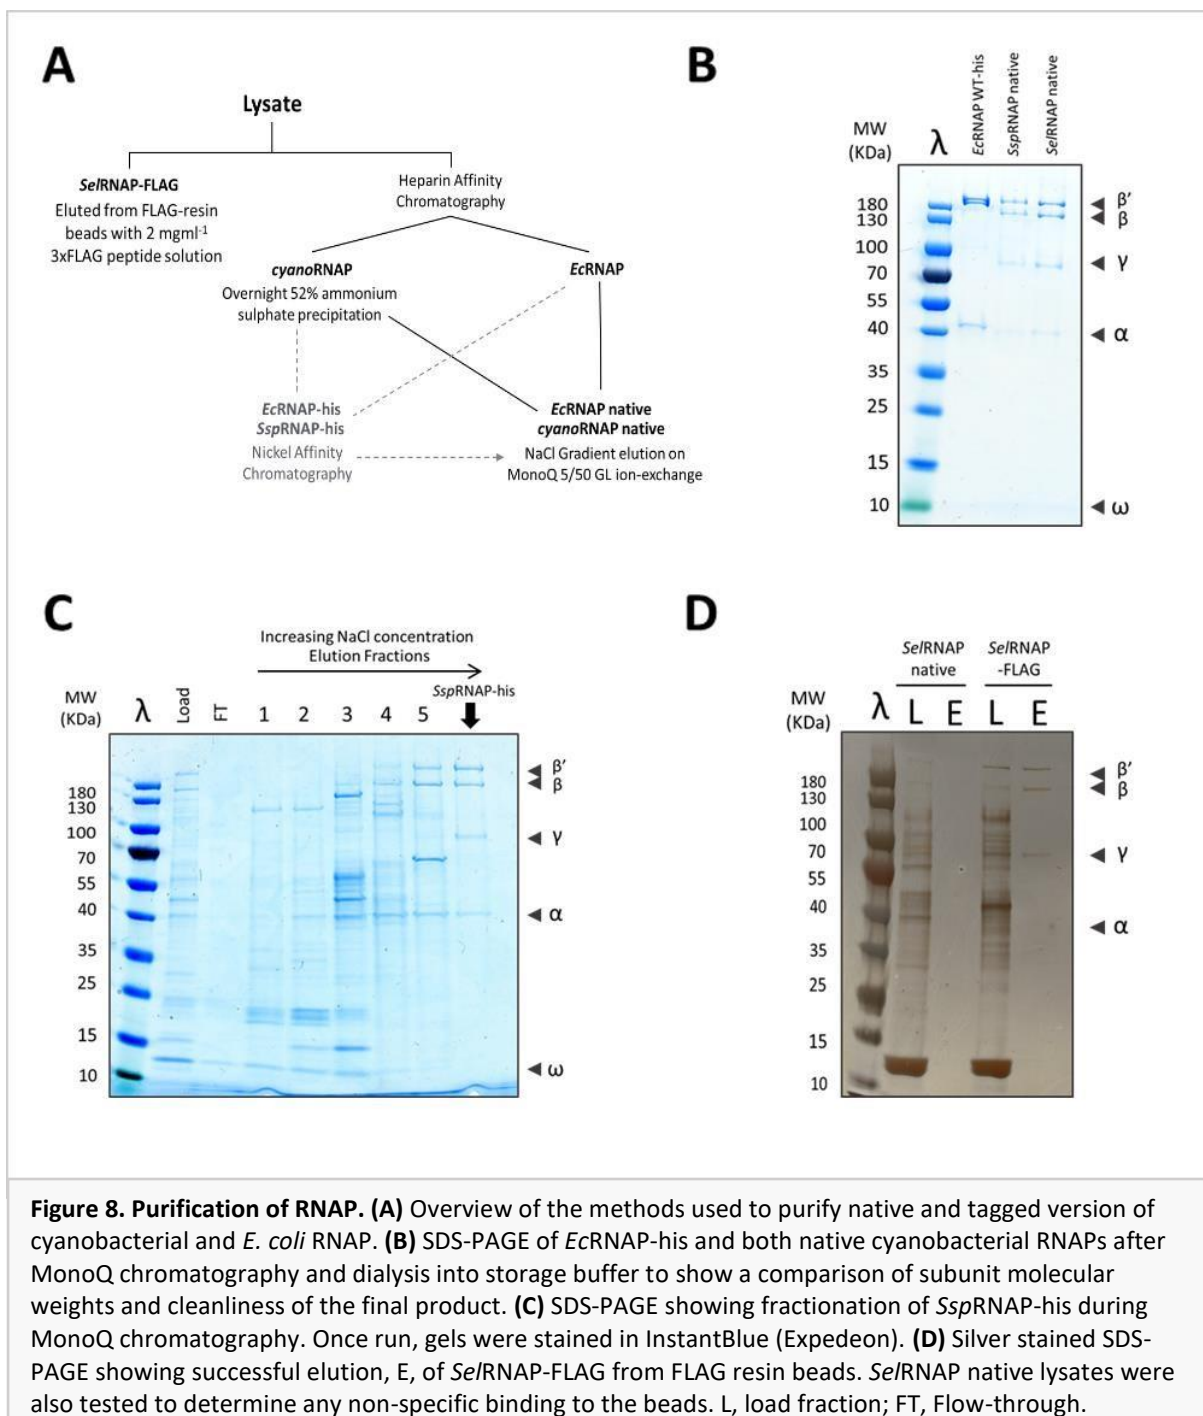 A
Lysate
SelRNAP-FLAG
Eluted from FLAG-resin
beads with 2 mgml-1
3xFLAG peptide solution
Heparin Affinity
Chromatography
cyanoRNAP
Overnight 52% ammonium
sulphate precipitation
EcRNAP
EcRNAP-his
SspRNAP-his
Nickel Affinity
Chromatography
EcRNAP native
cyanoRNAP native
NaCl Gradient elution on
MonoQ 5/50 GL ion-exchange
B
MW
(KDa)
λ
EcRNAP WT-his
SspRNAP native
SelRNAP native
180
130
100
70
55
40
35
25
15
10
β’
β
γ
α
ω
C
Increasing NaCl concentration
Elution Fractions
SspRNAP-his
MW
(KDa)
λ Load FT 1 2 3 4 5
180
130
100
70
55
40
35
25
15
10
β’
β
γ
α
ω
D
SelRNAP
native
SelRNAP
-FLAG
MW
(KDa)
λ L E L E
180
130
100
70
55
40
35
25
15
10
β’
β
γ
α
Figure 8. Purification of RNAP. (A) Overview of the methods used to purify native and tagged version of
cyanobacterial and E. coli RNAP. (B) SDS-PAGE of EcRNAP-his and both native cyanobacterial RNAPs after
MonoQ chromatography and dialysis into storage buffer to show a comparison of subunit molecular
weights and cleanliness of the final product. (C) SDS-PAGE showing fractionation of SspRNAP-his during
MonoQ chromatography. Once run, gels were stained in InstantBlue (Expedeon). (D) Silver stained SDS-
PAGE showing successful elution, E, of SelRNAP-FLAG from FLAG resin beads. SelRNAP native lysates were
also tested to determine any non-specific binding to the beads. L, load fraction; FT, Flow-through.